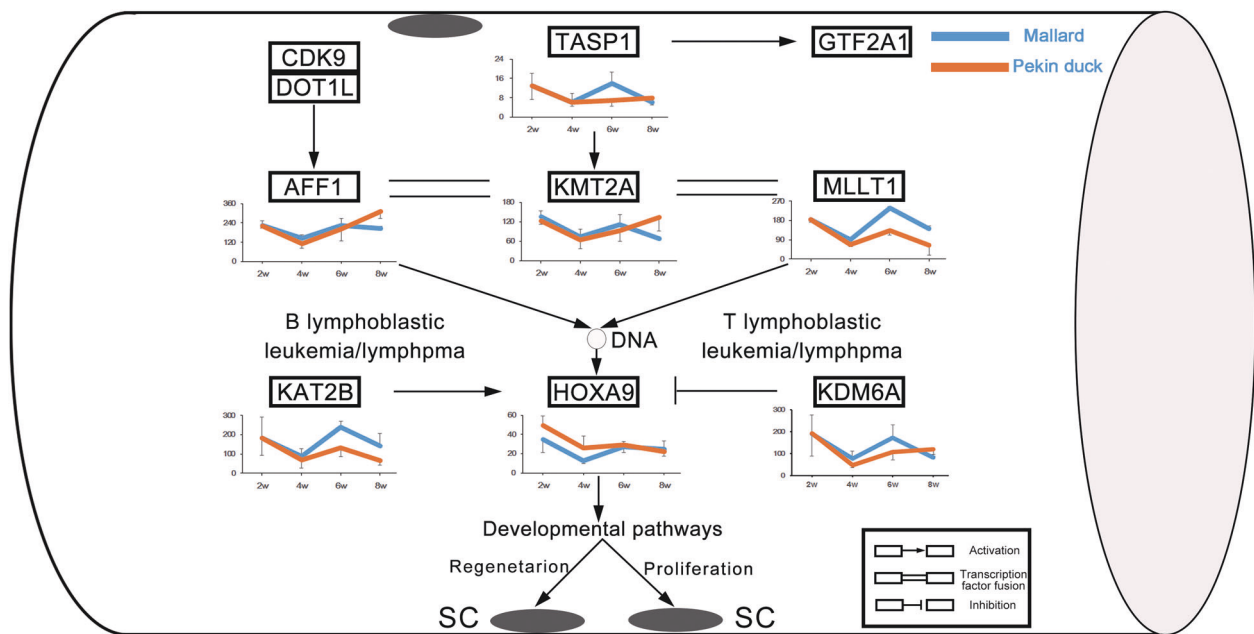 CDK9
DOT1L
TASP1
GTF2A1
Mallard
Pekin duck
24
16
8
0
2w 4w 6w 8w
AFF1
KMT2A
MLLT1
360
240
120
0
2w 4w 6w 8w
180
120
60
0
2w 4w 6w 8w
270
180
90
0
2w 4w 6w 8w
B lymphoblastic
leukemia/lymphpma
DNA
T lymphoblastic
leukemia/lymphpma
KAT2B
HOXA9
KDM6A
300
200
100
0
2w 4w 6w 8w
60
40
20
0
2w 4w 6w 8w
300
200
100
0
2w 4w 6w 8w
Developmental pathways
Regenetarion
Proliferation
SC
SC
Activation
Transcription
factor fusion
Inhibition